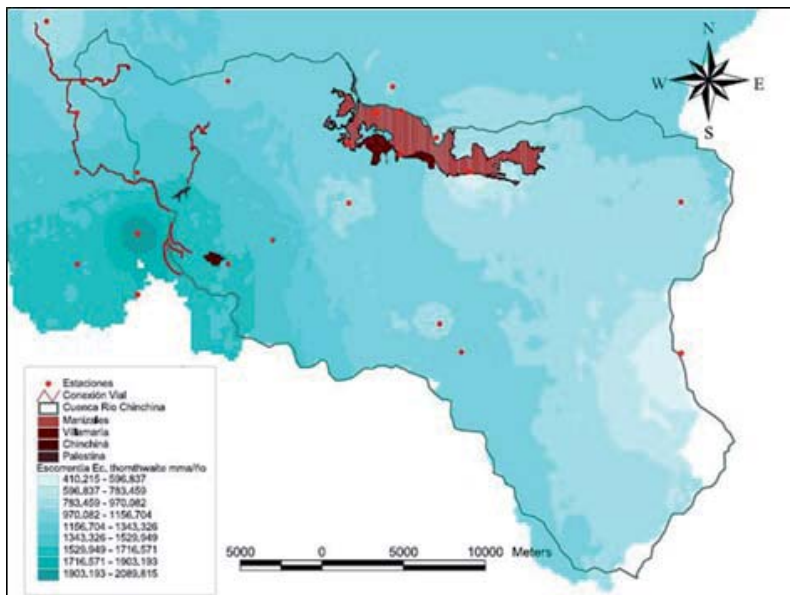 N
W E
S
Estaciones
Conexión Vial
Cuenca Rio Chinchina
Manizales
Villamaria
Chinchiná
Palestina
Escorrentia Ec. thornthwaite mma/ño
410,215 - 596,837
596,837 - 783,459
783,459 - 970,082
970,082 - 1156,704
1156,704 - 1343,326
1343,326 - 1529,949
1529,949 - 1716,571
1716,571 - 1903,193
1903,193 - 2089,815
5000 0 5000 10000 Meters